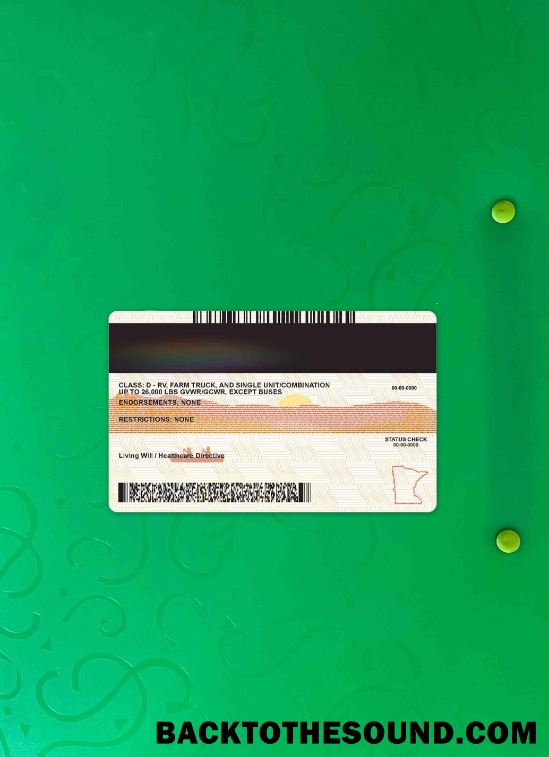 CLASS: D - RV, FARM TRUCK, AND SINGLE UNIT/COMBINATION
UP TO 26,000 LBS GVWR/GCWR, EXCEPT BUSES
00-00-0000
ENDORSEMENTS: NONE
RESTRICTIONS: NONE
STATUS CHECK
00-00-0000
Living Will / Healthcare Directive
BACKTOTHESOUND.COM